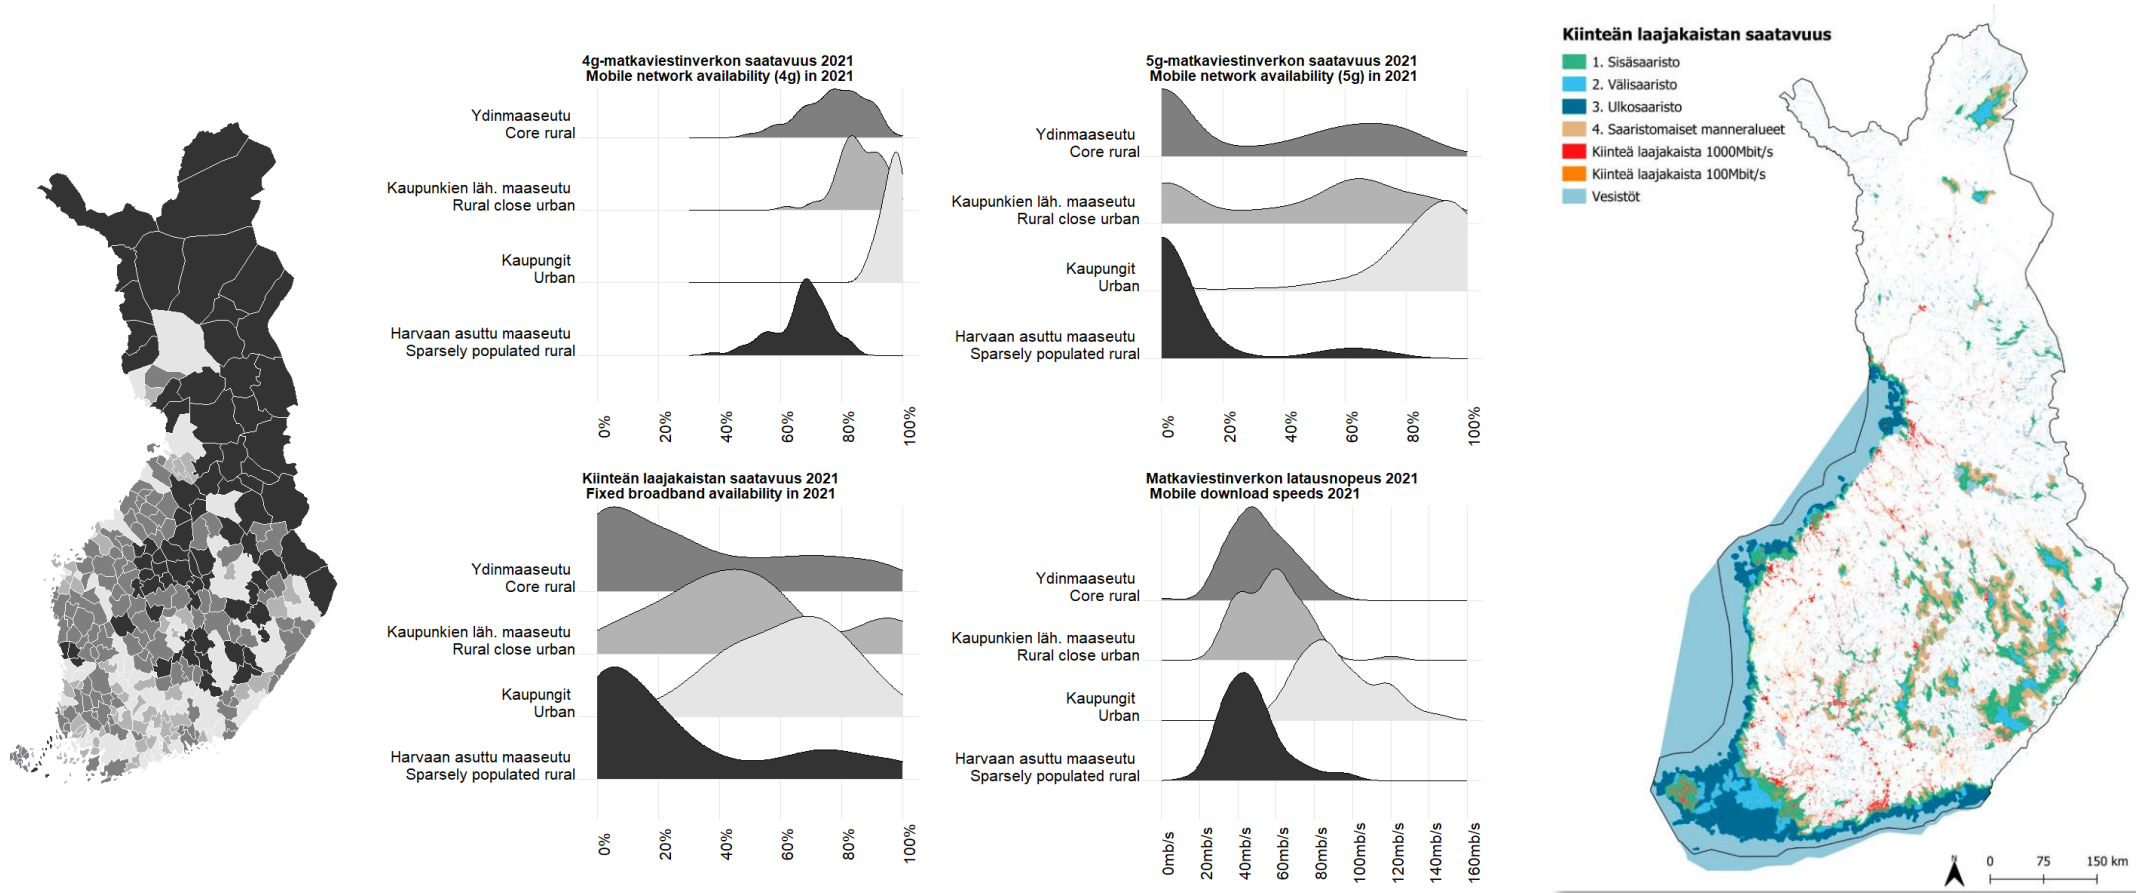 4g-matkaviestinverkon saatavuus 2021
Mobile network availability (4g) in 2021
Ydinmaaseutu
Core rural
Kaupunkien läh. maaseutu
Rural close urban
Kaupungit
Urban
Harvaan asuttu maaseutu
Sparsely populated rural
0%
20%
40%
60%
80%
100%
5g-matkaviestinverkon saatavuus 2021
Mobile network availability (5g) in 2021
Ydinmaaseutu
Core rural
Kaupunkien läh. maaseutu
Rural close urban
Kaupungit
Urban
Harvaan asuttu maaseutu
Sparsely populated rural
0%
20%
40%
60%
80%
100%
Kiinteän laajakaistan saatavuus 2021
Fixed broadband availability in 2021
Ydinmaaseutu
Core rural
Kaupunkien läh. maaseutu
Rural close urban
Kaupungit
Urban
Harvaan asuttu maaseutu
Sparsely populated rural
0%
20%
40%
60%
80%
100%
Matkaviestinverkon latausnopeus 2021
Mobile download speeds 2021
Ydinmaaseutu
Core rural
Kaupunkien läh. maaseutu
Rural close urban
Kaupungit
Urban
Harvaan asuttu maaseutu
Sparsely populated rural
0mb/s
20mb/s
40mb/s
60mb/s
80mb/s
100mb/s
120mb/s
140mb/s
160mb/s
Kiinteän laajakaistan saatavuus
1. Sisäsaaristo
2. Välisaaristo
3. Ulkosaaristo
4. Saaristomaiset manneralueet
Kiinteä laajakaista 1000Mbit/s
Kiinteä laajakaista 100Mbit/s
Vesistöt
N
0 75 150 km